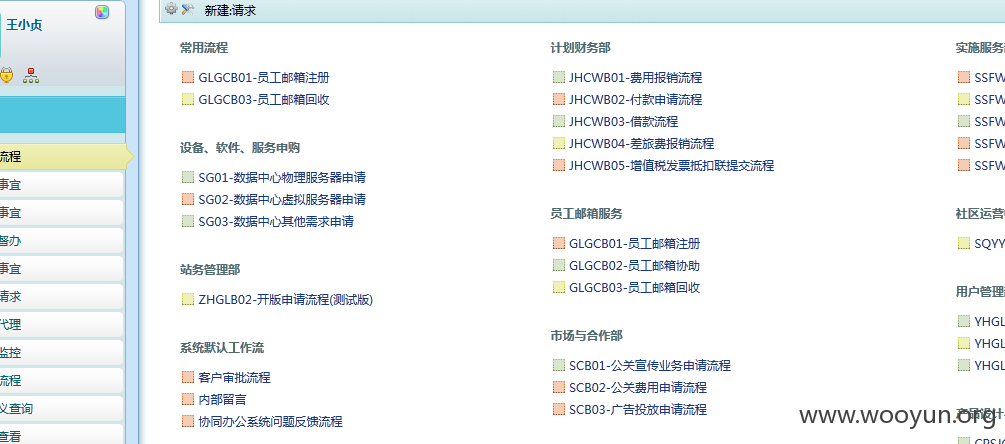 王小贞
流程
事宜
事宜
督办
事宜
请求
代理
监控
流程
义查询
查看
新建:请求
常用流程
GLGCB01-员工邮箱注册
GLGCB03-员工邮箱回收
设备、软件、服务申购
SG01-数据中心物理服务器申请
SG02-数据中心虚拟服务器申请
SG03-数据中心其他需求申请
站务管理部
ZHGLB02-开版申请流程(测试版)
系统默认工作流
客户审批流程
内部留言
协同办公系统问题反馈流程
计划财务部
JHCWB01-费用报销流程
JHCWB02-付款申请流程
JHCWB03-借款流程
JHCWB04-差旅费报销流程
JHCWB05-增值税发票抵扣联提交流程
员工邮箱服务
GLGCB01-员工邮箱注册
GLGCB02-员工邮箱协助
GLGCB03-员工邮箱回收
市场与合作部
SCB01-公关宣传业务申请流程
SCB02-公关费用申请流程
SCB03-广告投放申请流程
实施服务
SSFW
SSFW
SSFW
SSFW
SSFW
社区运营
SQYY
用户管理
YHGL
YHGL
YHGL
产品设计
CPSJ
www.wooyun.org